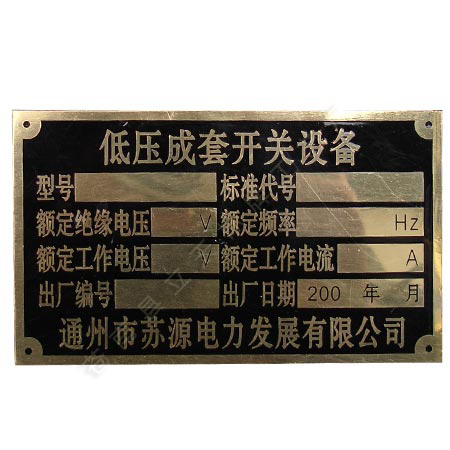 低压成套开关设备
型号 标准代号
额定绝缘电压 V 额定频率 Hz
额定工作电压 V 额定工作电流 A
出厂编号 出厂日期 200 年 月
通州市苏源电力发展有限公司